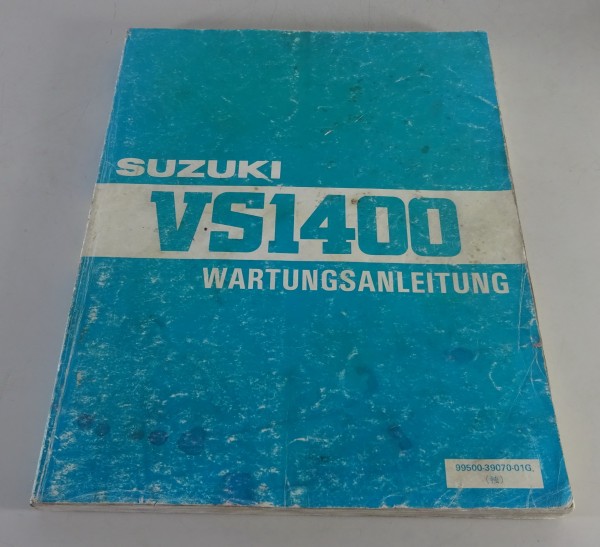 SUZUKI
VS1400
WARTUNGSANLEITUNG
99500-39070-01G.